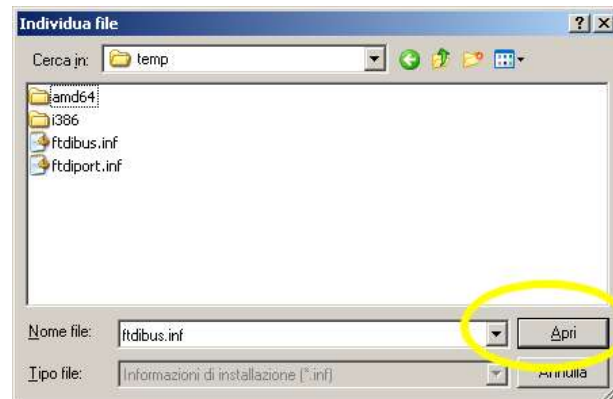 Individua file
Cerca in: temp
amd64
i386
ftdibus.inf
ftdiport.inf
Nome file: ftdibus.inf Apri
Tipo file: Informazioni di installazione (*.inf) Annulla